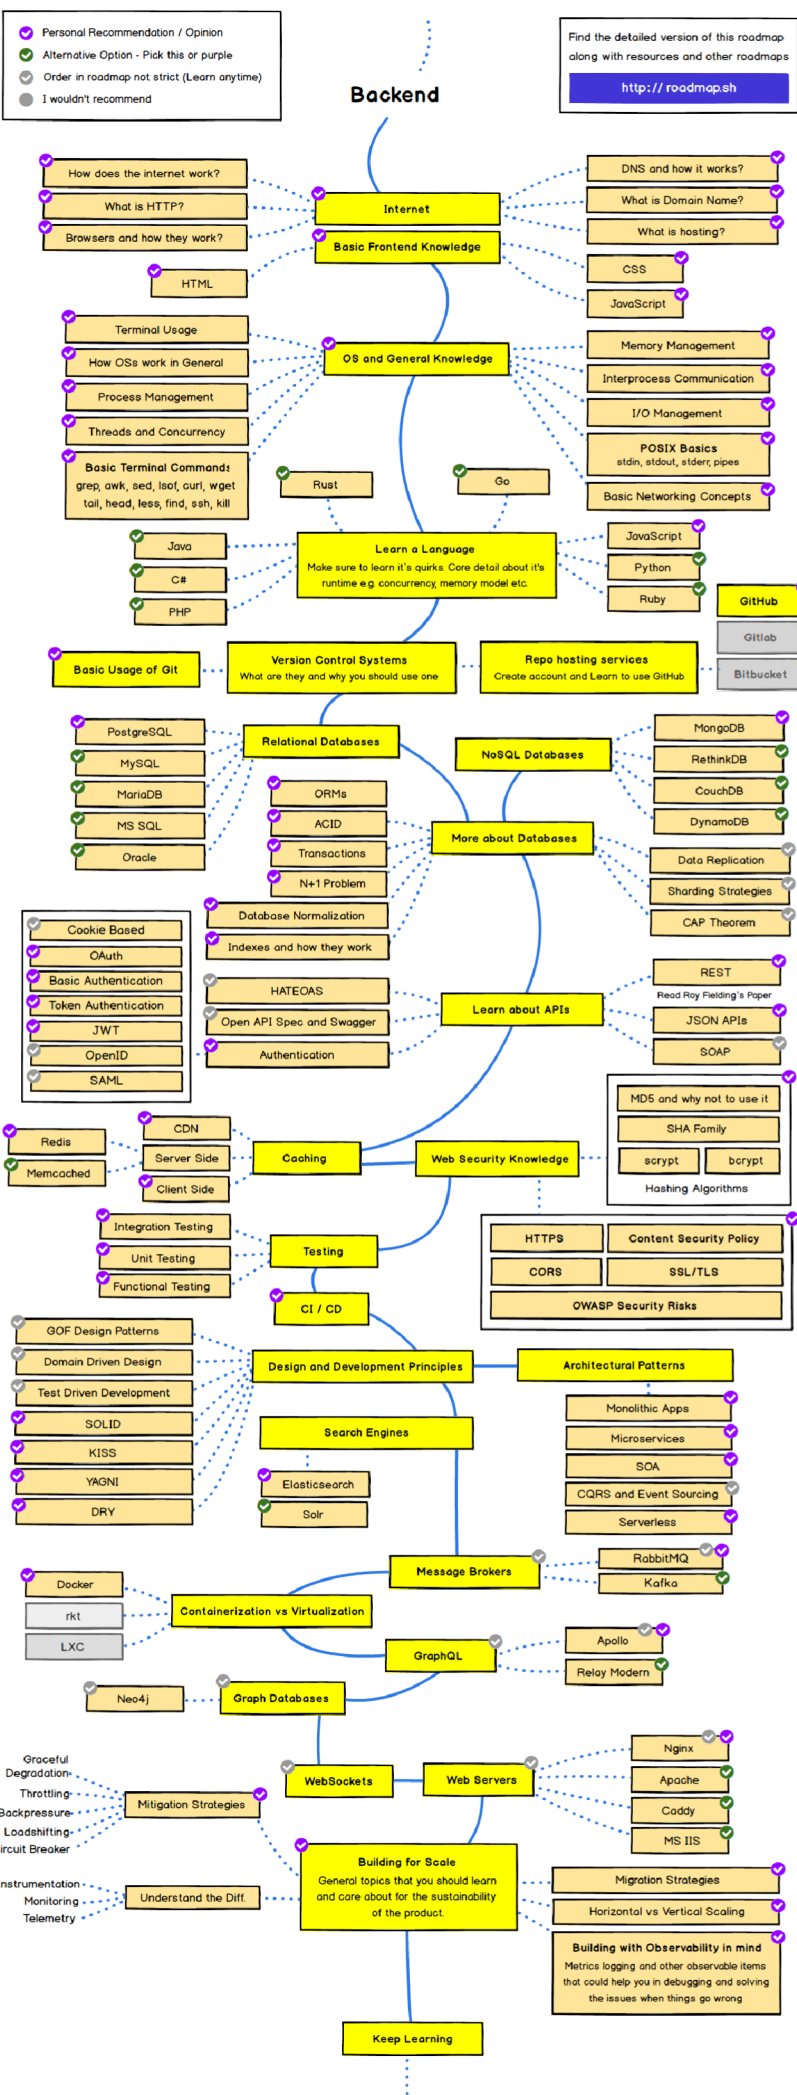 Personal Recommendation / Opinion
Alternative Option - Pick this or purple
Order in roadmap not strict (Learn anytime)
I wouldn't recommend
Find the detailed version of this roadmap
along with resources and other roadmaps
http://roadmap.sh
Backend
How does the internet work?
What is HTTP?
Browsers and how they work?
Internet
DNS and how it works?
What is Domain Name?
What is hosting?
Basic Frontend Knowledge
HTML
CSS
JavaScript
Terminal Usage
How OSs work in General
Process Management
Threads and Concurrency
Basic Terminal Commands
grep, awk, sed, lsof, curl, wget
tail, head, less, find, ssh, kill
OS and General Knowledge
Memory Management
Interprocess Communication
I/O Management
POSIX Basics
stdin, stdout, stderr, pipes
Basic Networking Concepts
Rust
Go
Java
C#
PHP
Learn a Language
Make sure to learn it's quirks. Core detail about it's
runtime e.g. concurrency, memory model etc.
JavaScript
Python
Ruby
GitHub
Gitlab
Bitbucket
Basic Usage of Git
Version Control Systems
What are they and why you should use one
Repo hosting services
Create account and Learn to use GitHub
PostgreSQL
MySQL
MariaDB
MS SQL
Oracle
Relational Databases
NoSQL Databases
MongoDB
RethinkDB
CouchDB
DynamoDB
ORMs
ACID
Transactions
N+1 Problem
Database Normalization
Indexes and how they work
More about Databases
Data Replication
Sharding Strategies
CAP Theorem
Cookie Based
OAuth
Basic Authentication
Token Authentication
JWT
OpenID
SAML
HATEOAS
Open API Spec and Swagger
Authentication
Learn about APIs
REST
Read Roy Fielding's Paper
JSON APIs
SOAP
Redis
Memcached
CDN
Server Side
Client Side
Caching
Web Security Knowledge
MD5 and why not to use it
SHA Family
scrypt
bcrypt
Hashing Algorithms
HTTPS
Content Security Policy
CORS
SSL/TLS
OWASP Security Risks
Integration Testing
Unit Testing
Functional Testing
Testing
CI / CD
GOF Design Patterns
Domain Driven Design
Test Driven Development
SOLID
KISS
YAGNI
DRY
Design and Development Principles
Architectural Patterns
Monolithic Apps
Microservices
SOA
CQRS and Event Sourcing
Serverless
Search Engines
Elasticsearch
Solr
Message Brokers
RabbitMQ
Kafka
Docker
rkt
LXC
Containerization vs Virtualization
GraphQL
Apollo
Relay Modern
Neo4j
Graph Databases
WebSockets
Web Servers
Nginx
Apache
Caddy
MS IIS
Graceful
Degradation
Throttling
Backpressure
Loadshifting
ircuit Breaker
Mitigation Strategies
nstrumentation
Monitoring
Telemetry
Understand the Diff.
Building for Scale
General topics that you should learn
and care about for the sustainability
of the product.
Migration Strategies
Horizontal vs Vertical Scaling
Building with Observability in mind
Metrics logging and other observable items
that could help you in debugging and solving
the issues when things go wrong
Keep Learning